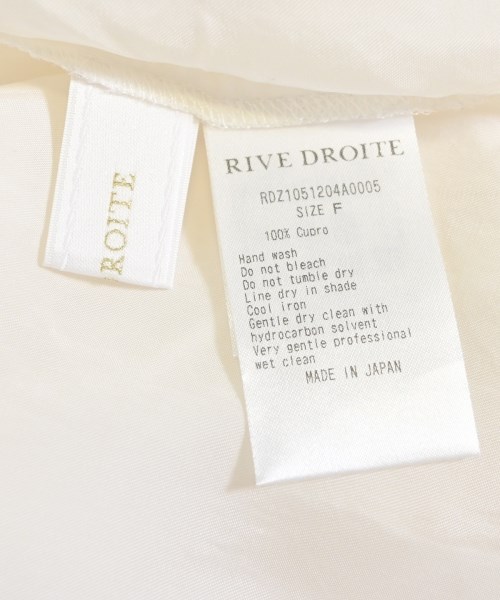 ROITE
RIVE DROITE
RDZ1051204A0005
SIZE F
100% Cupro
Hand wash
Do not bleach
Do not tumble dry
Line dry in shade
Cool iron
Gentle dry clean with
hydrocarbon solvent
Very gentle professional
wet clean
MADE IN JAPAN